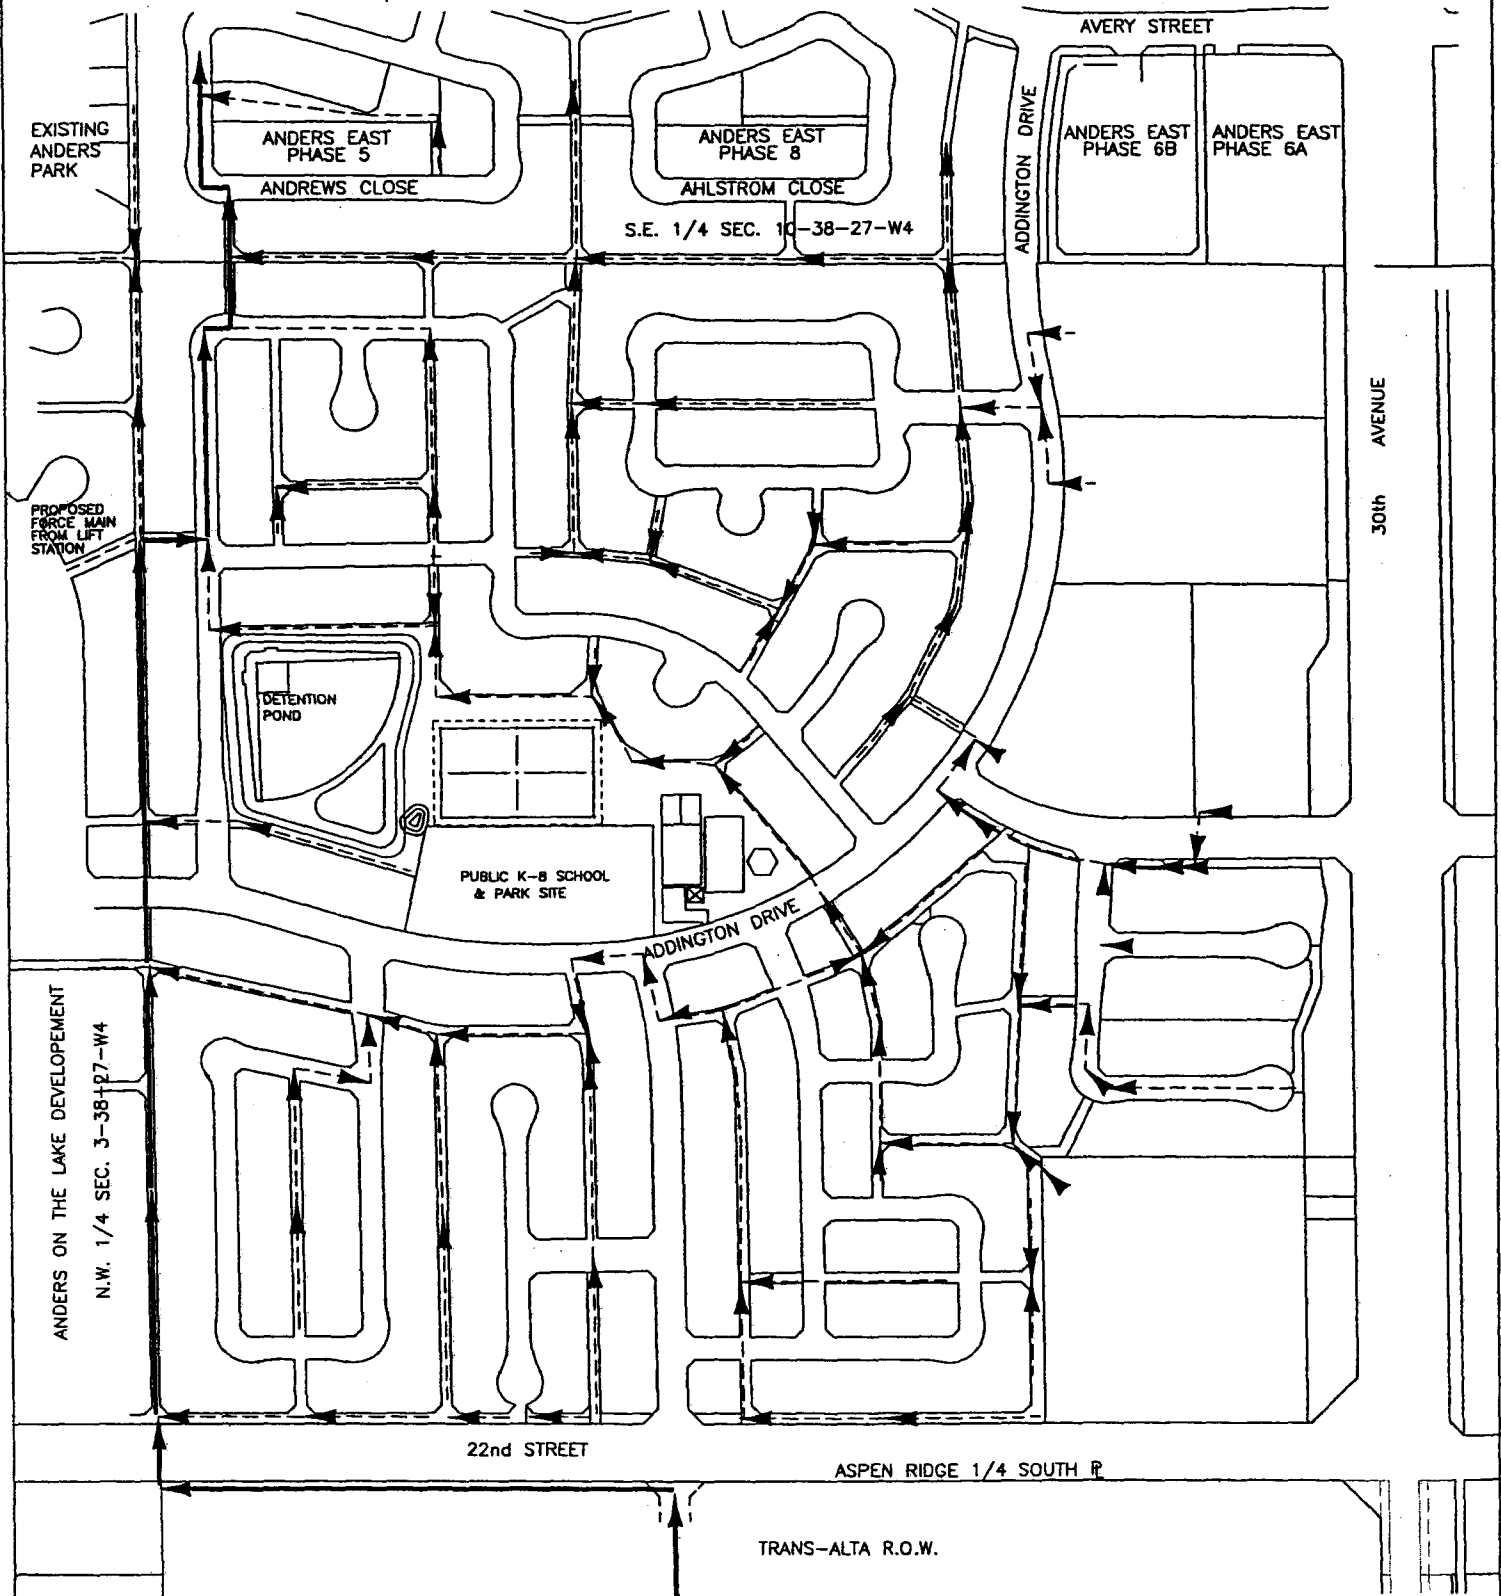 AVERY STREET
ADDINGTON DRIVE
EXISTING
ANDERS
PARK
ANDERS EAST
PHASE 5
ANDERS EAST
PHASE 8
ANDERS EAST
PHASE 6B
ANDERS EAST
PHASE 6A
ANDREWS CLOSE
AHLSTROM CLOSE
S.E. 1/4 SEC. 10-38-27-W4
30th AVENUE
PROPOSED
FORCE MAIN
FROM LIFT
STATION
DETENTION
POND
PUBLIC K-8 SCHOOL
& PARK SITE
ADDINGTON DRIVE
ANDERS ON THE LAKE DEVELOPEMENT
N.W. 1/4 SEC. 3-38-27-W4
22nd STREET
ASPEN RIDGE 1/4 SOUTH PL
TRANS-ALTA R.O.W.